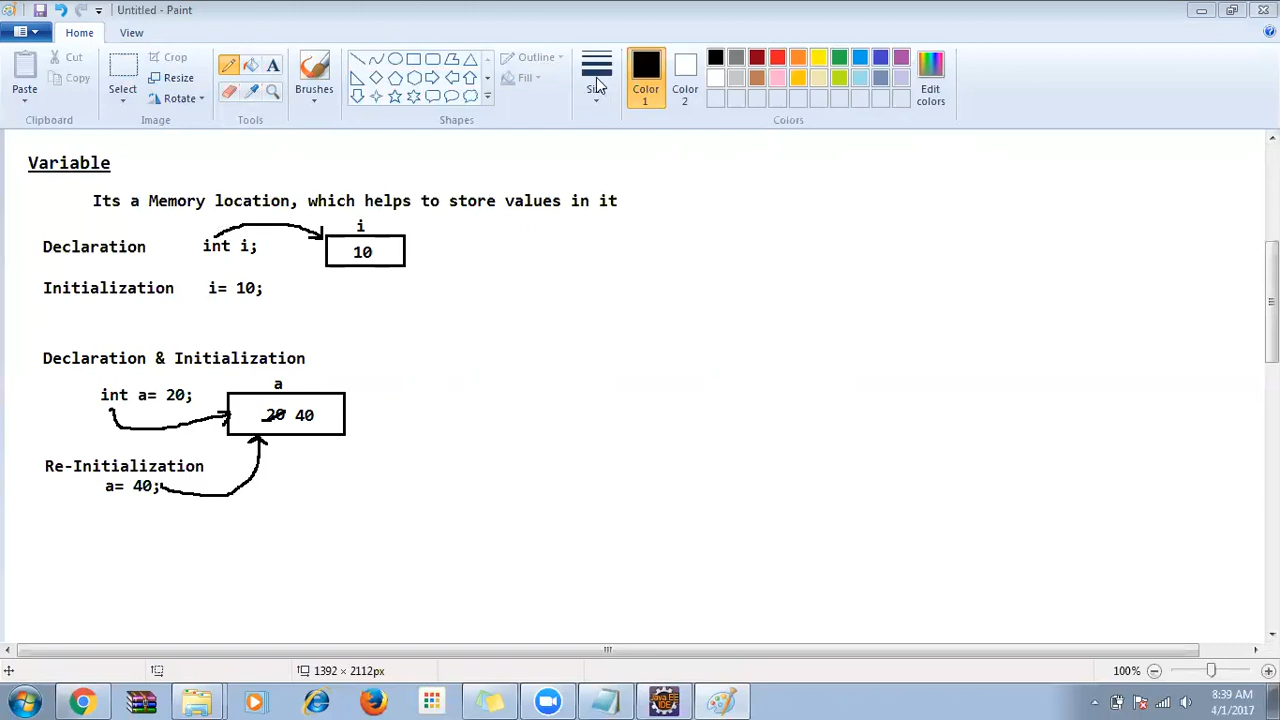 Untitled - Paint
Home View
Paste
Cut
Copy
Clipboard
Select
Crop
Resize
Rotate
Image
A
Tools
Brushes
Outline
Fill
Shapes
Size
Color 1
Color 2
Edit colors
Colors
Variable
Its a Memory location, which helps to store values in it
i
Declaration int i; 10
Initialization i= 10;
Declaration & Initialization
a
int a= 20;
20 40
Re-Initialization
a= 40;
1392 × 2112px
100%
Java EE IDE
8:39 AM
4/1/2017